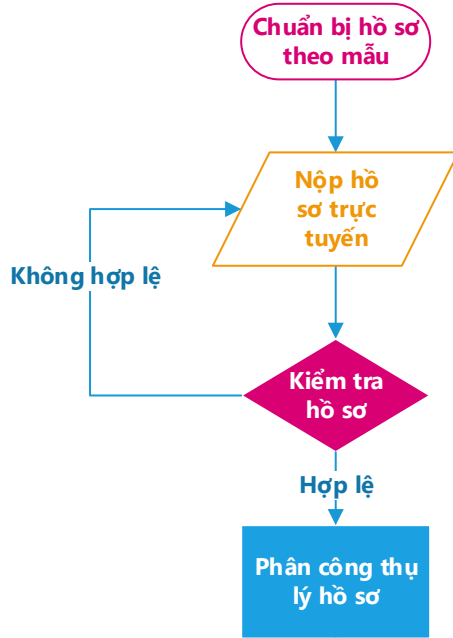 Chuẩn bị hồ sơ
theo mẫu
Nộp hồ
sơ trực
tuyến
Không hợp lệ
Kiểm tra
hồ sơ
Hợp lệ
Phân công thụ
lý hồ sơ